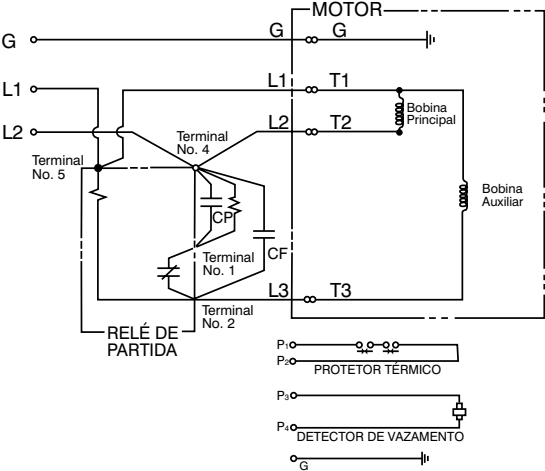 MOTOR
G
G
G
L1
L1
T1
Bobina
Principal
L2
L2
T2
Terminal
No. 4
Terminal
No. 5
Bobina
Auxiliar
CP
CF
Terminal
No. 1
L3
T3
Terminal
No. 2
RELÉ DE
PARTIDA
P1
P2
PROTETOR TÉRMICO
P3
P4
DETECTOR DE VAZAMENTO
G